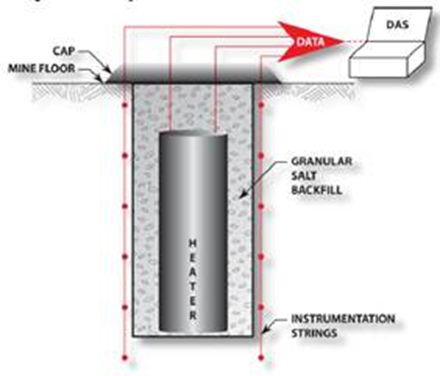 DAS
DATA
CAP
MINE FLOOR
GRANULAR
SALT
BACKFILL
HEATER
INSTRUMENTATION
STRINGS